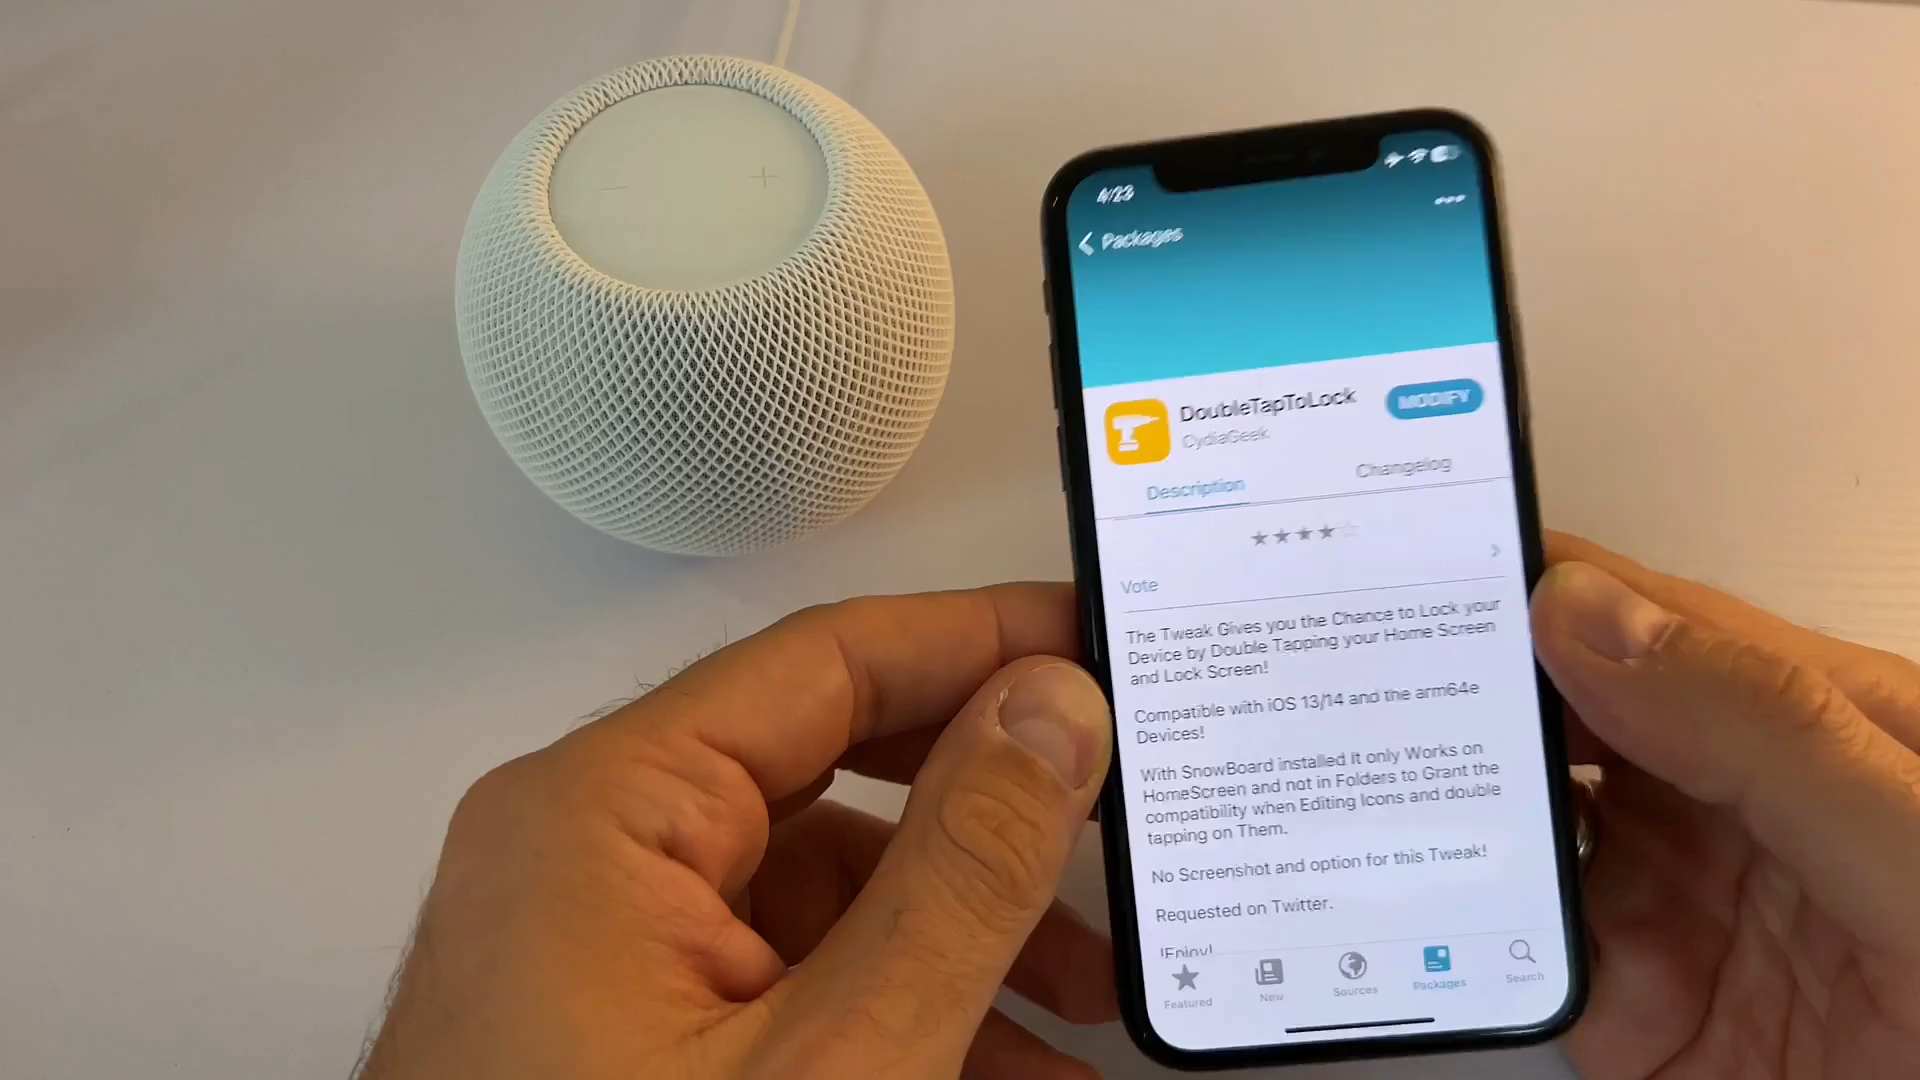 4:23
Packages
DoubleTapToLock
MODIFY
CydiaGeek
Description
Changelog
Vote
The Tweak Gives you the Chance to Lock your
Device by Double Tapping your Home Screen
and Lock Screen!
Compatible with iOS 13/14 and the arm64e
Devices!
With SnowBoard installed It only Works on
HomeScreen and not in Folders to Grant the
compatibility when Editing Icons and double
tapping on Them.
No Screenshot and option for this Tweak!
Requested on Twitter.
!Enjoy!
Featured
New
Sources
Packages
Search